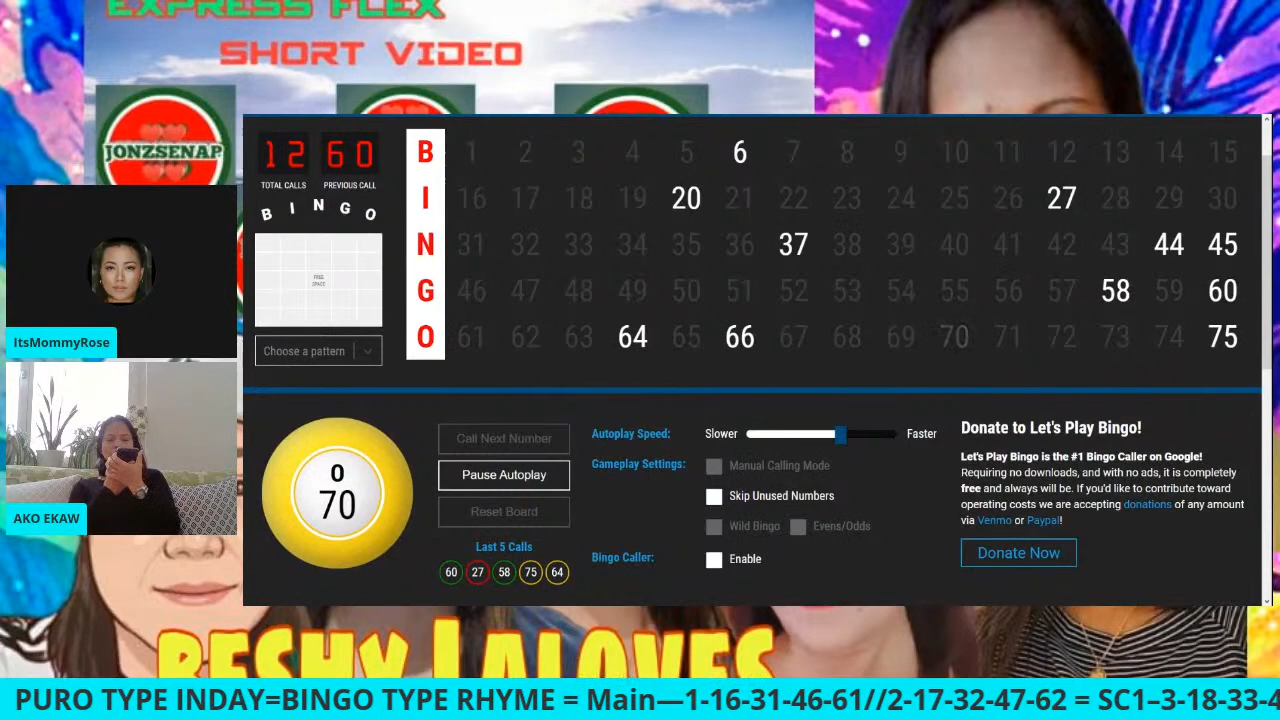 EXPRESS FLEX
SHORT VIDEO
JONZSENAP
12 60
TOTAL CALLS PREVIOUS CALL
B I N G O
FREE
SPACE
Choose a pattern
B 1 2 3 4 5 6 7 8 9 10 11 12 13 14 15
I 16 17 18 19 20 21 22 23 24 25 26 27 28 29 30
N 31 32 33 34 35 36 37 38 39 40 41 42 43 44 45
G 46 47 48 49 50 51 52 53 54 55 56 57 58 59 60
O 61 62 63 64 65 66 67 68 69 70 71 72 73 74 75
ItsMommyRose
AKO EKAW
O
70
Call Next Number
Pause Autoplay
Reset Board
Last 5 Calls
60 27 58 75 64
Autoplay Speed: Slower Faster
Gameplay Settings: Manual Calling Mode
Skip Unused Numbers
Wild Bingo Evens/Odds
Bingo Caller: Enable
Donate to Let's Play Bingo!
Let's Play Bingo is the #1 Bingo Caller on Google!
Requiring no downloads, and with no ads, it is completely
free and always will be. If you'd like to contribute toward
operating costs we are accepting donations of any amount
via Venmo or Paypal!
Donate Now
BESHY LALOVES
PURO TYPE INDAY=BINGO TYPE RHYME = Main—1-16-31-46-61//2-17-32-47-62 = SC1–3-18-33-4